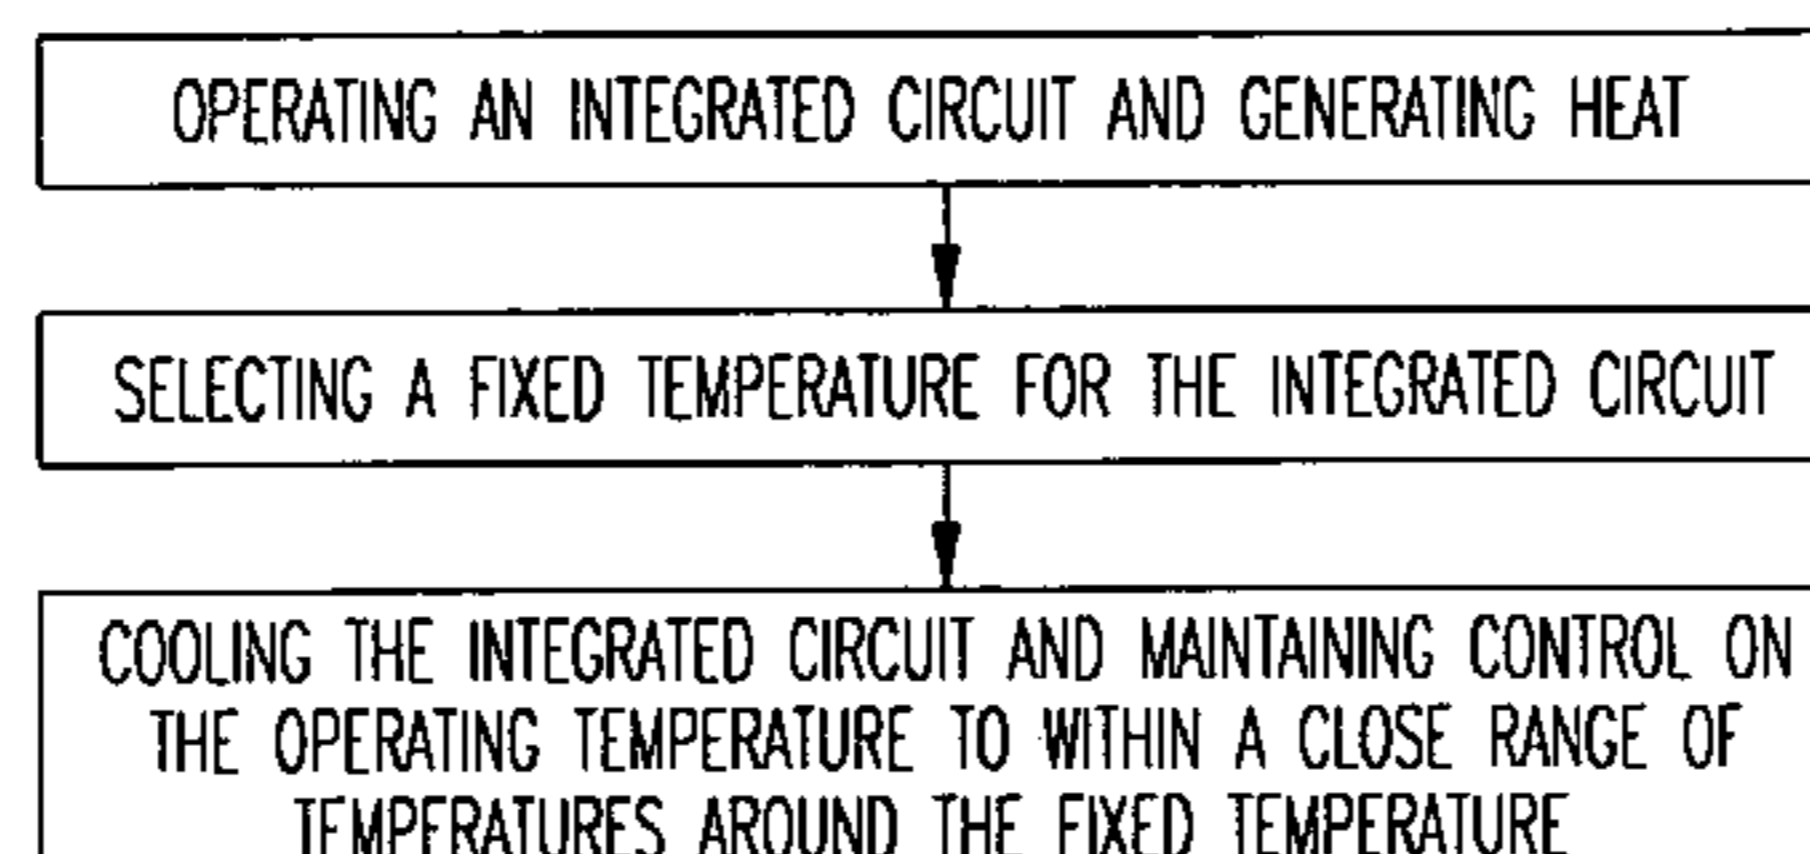 OPERATING AN INTEGRATED CIRCUIT AND GENERATING HEAT
SELECTING A FIXED TEMPERATURE FOR THE INTEGRATED CIRCUIT
COOLING THE INTEGRATED CIRCUIT AND MAINTAINING CONTROL ON
THE OPERATING TEMPERATURE TO WITHIN A CLOSE RANGE OF
TEMPERATURES AROUND THE FIXED TEMPERATURE